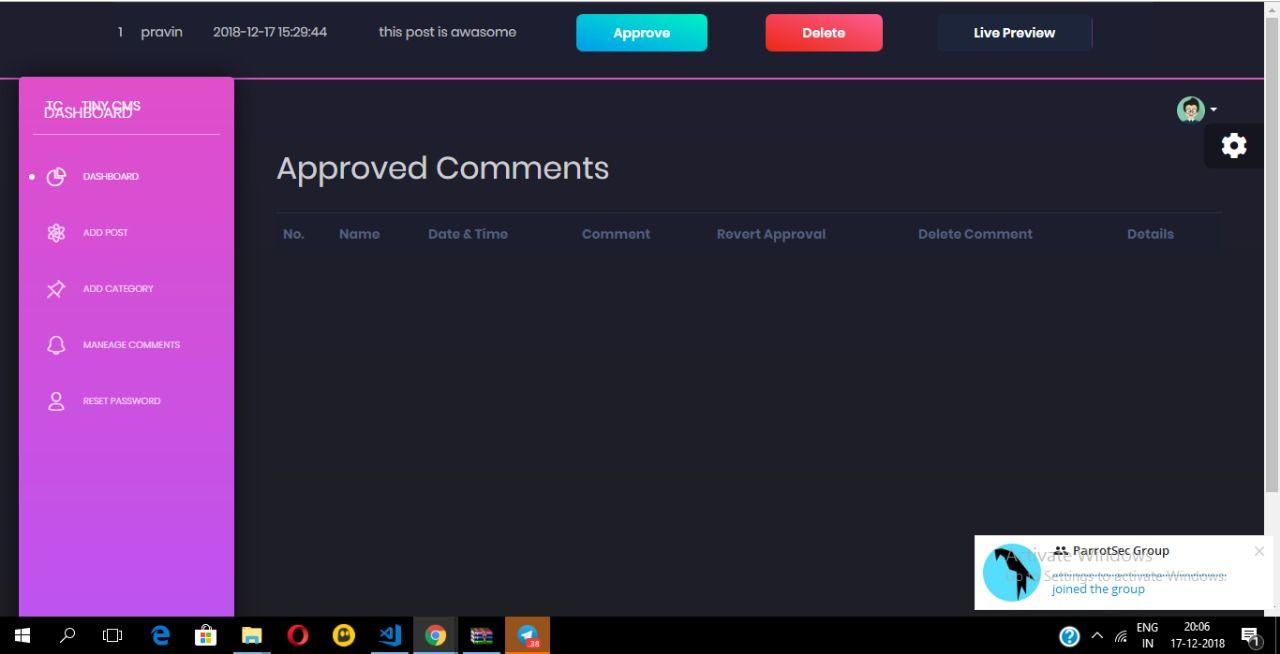 1 pravin 2018-12-17 15:29:44 this post is awasome Approve Delete Live Preview
TC TINY CMS
DASHBOARD
Approved Comments
DASHBOARD
No. Name Date & Time Comment Revert Approval Delete Comment Details
ADD POST
ADD CATEGORY
MANEAGE COMMENTS
RESET PASSWORD
ParrotSec Group
Activate Windows
Settings to activate Windows.
joined the group
38
ENG
IN
20:06
17-12-2018
1